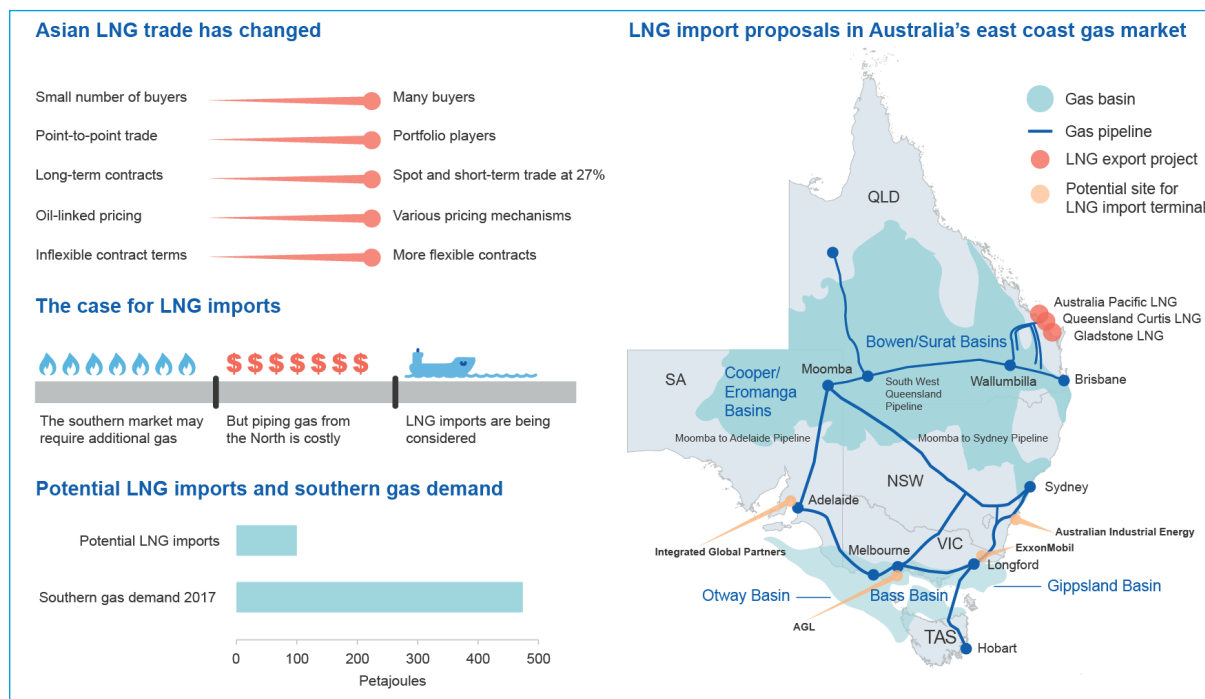 Asian LNG trade has changed
Small number of buyers
Many buyers
Point-to-point trade
Portfolio players
Long-term contracts
Spot and short-term trade at 27%
Oil-linked pricing
Various pricing mechanisms
Inflexible contract terms
More flexible contracts
The case for LNG imports
$ $ $ $ $ $ $
The southern market may
require additional gas
But piping gas from
the North is costly
LNG imports are being
considered
Potential LNG imports and southern gas demand
Potential LNG imports
Southern gas demand 2017
0
100
200
300
400
500
Petajoules
LNG import proposals in Australia's east coast gas market
Gas basin
Gas pipeline
LNG export project
Potential site for
LNG import terminal
QLD
Australia Pacific LNG
Queensland Curtis LNG
Gladstone LNG
Bowen/Surat Basins
SA
Cooper/
Eromanga
Basins
Moomba
South West
Queensland
Pipeline
Wallumbilla
Brisbane
Moomba to Adelaide Pipeline
Moomba to Sydney Pipeline
NSW
Sydney
Adelaide
Integrated Global Partners
Australian Industrial Energy
VIC
Melbourne
ExxonMobil
Longford
Otway Basin
Bass Basin
Gippsland Basin
AGL
TAS
Hobart